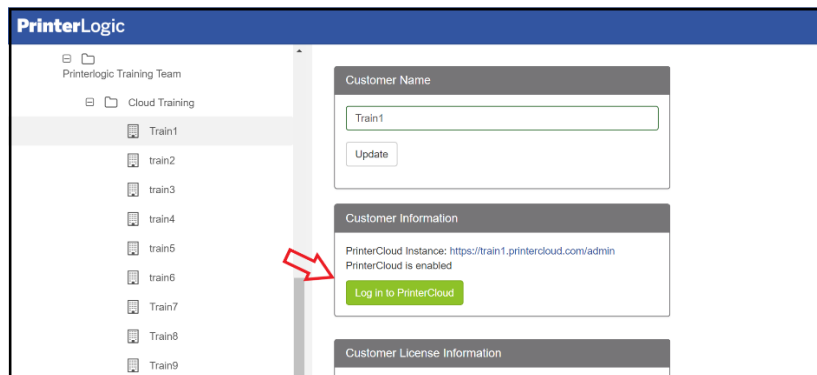 PrinterLogic
Printerlogic Training Team
Cloud Training
Train1
train2
train3
train4
train5
train6
Train7
Train8
Train9
Customer Name
Train1
Update
Customer Information
PrinterCloud Instance: https://train1.printercloud.com/admin
PrinterCloud is enabled
Log in to PrinterCloud
Customer License Information